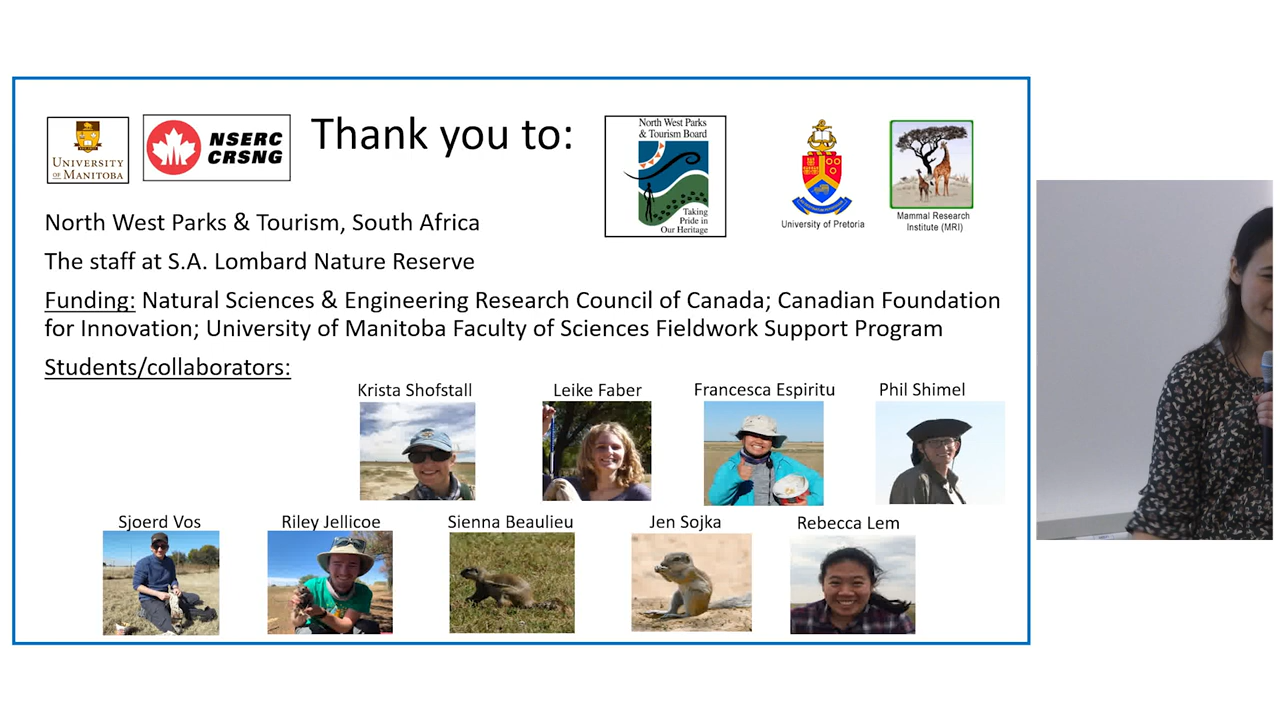 UNIVERSITY
OF MANITOBA
NSERC
CRSNG
Thank you to:
North West Parks
& Tourism Board
Taking
Pride in
Our Heritage
University of Pretoria
Mammal Research
Institute (MRI)
North West Parks & Tourism, South Africa
The staff at S.A. Lombard Nature Reserve
Funding: Natural Sciences & Engineering Research Council of Canada; Canadian Foundation
for Innovation; University of Manitoba Faculty of Sciences Fieldwork Support Program
Students/collaborators:
Krista Shofstall
Leike Faber
Francesca Espiritu
Phil Shimel
Sjoerd Vos
Riley Jellicoe
Sienna Beaulieu
Jen Sojka
Rebecca Lem